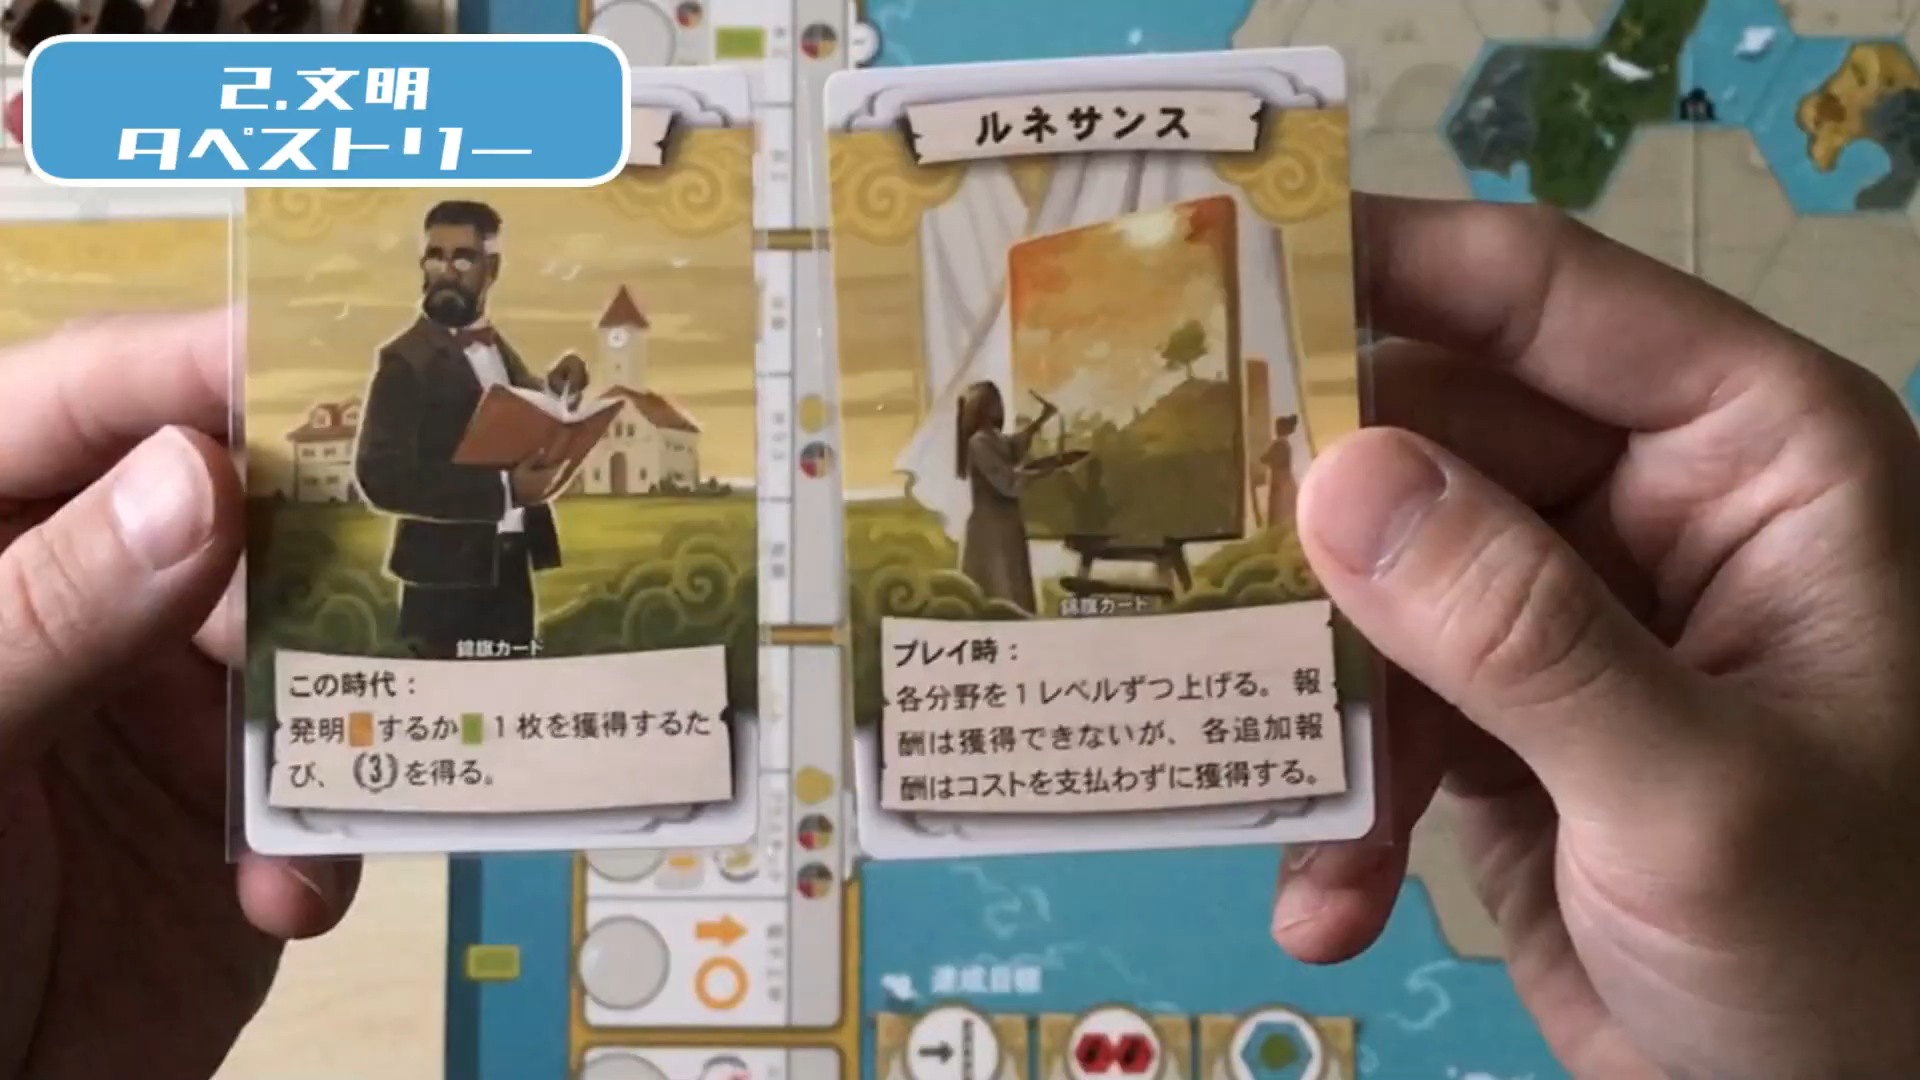 2.文明
タペストリー
ルネサンス
錦旗カード
この時代：
発明するか1枚を獲得するた
び、(3)を得る。
錦旗カード
プレイ時：
各分野を1レベルずつ上げる。報
酬は獲得できないが、各追加報
酬はコストを支払わずに獲得する。
達成目標